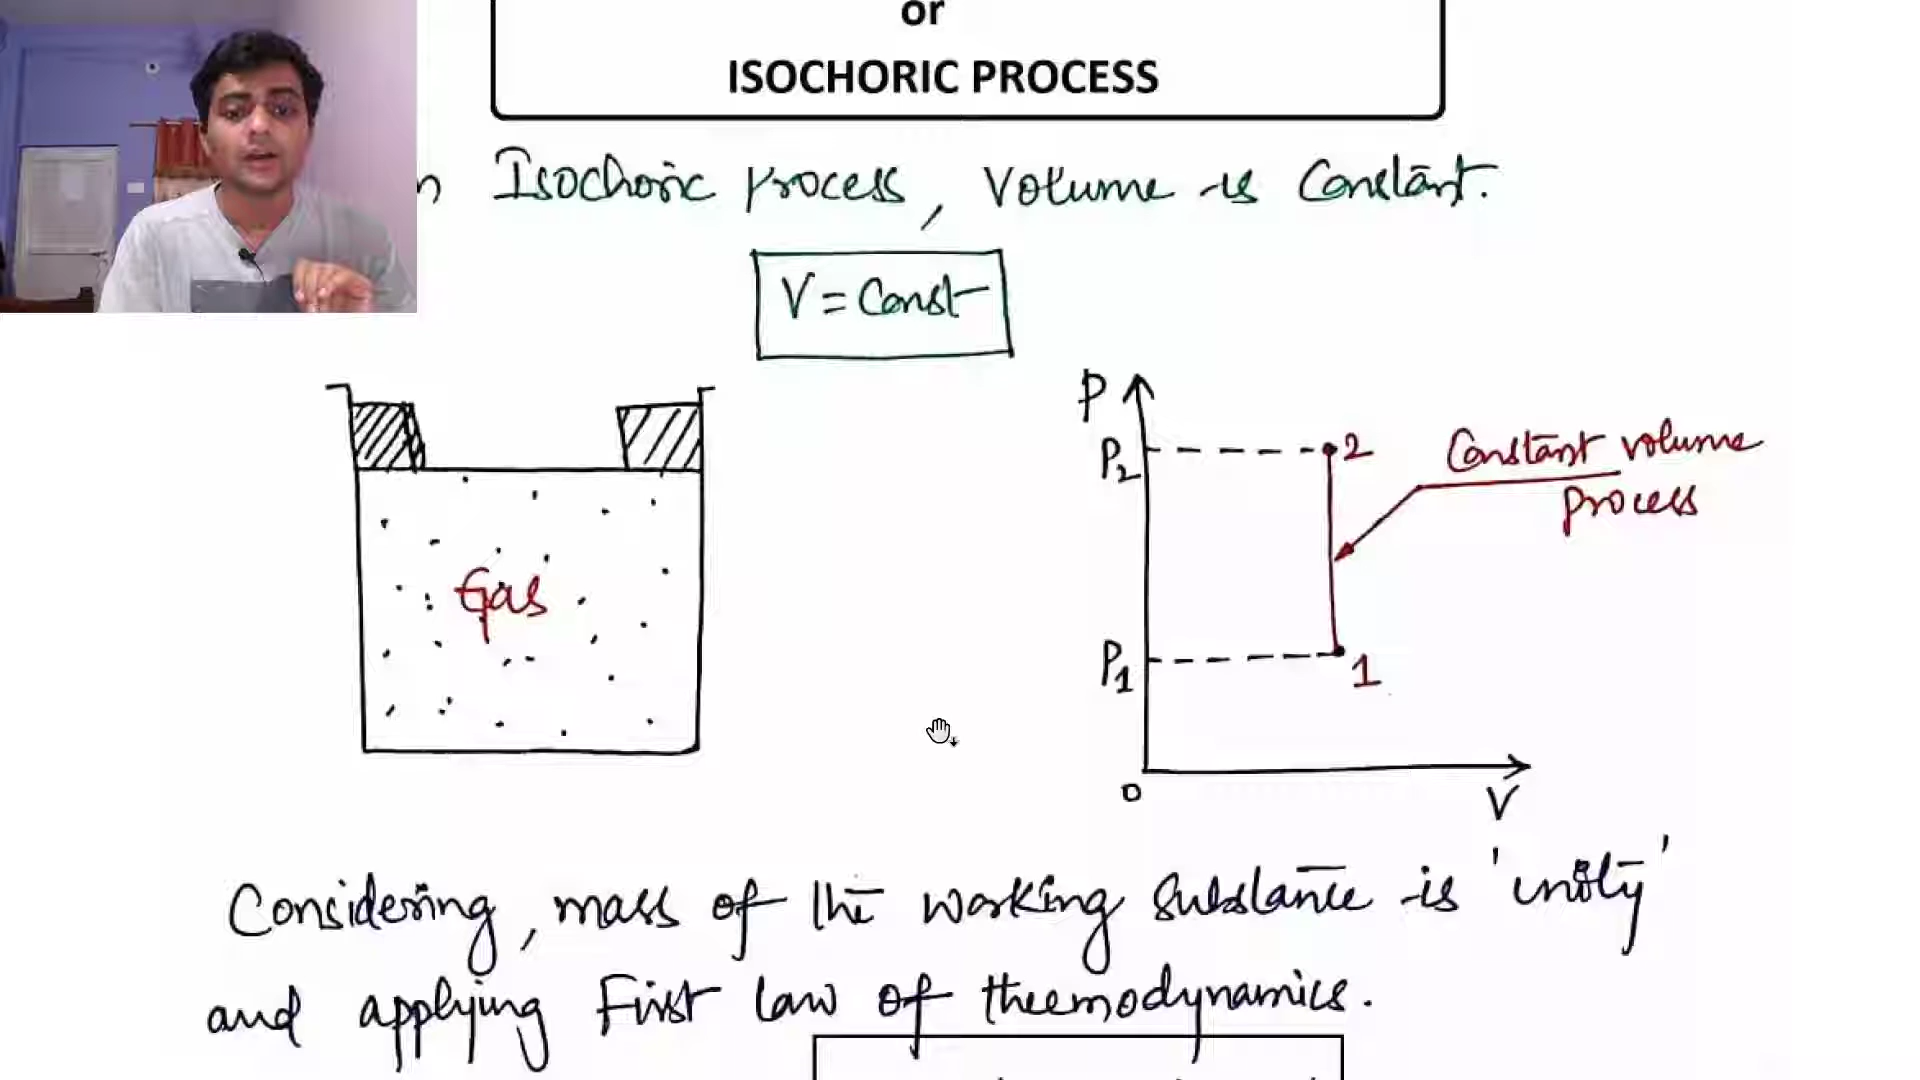 or
ISOCHORIC PROCESS
n Isochoric process, Volume is Constant.
V = Const
P
P2
2
Constant volume
process
Gas
P1
1
0
V
Considering, mass of the working substance is 'unity'
and applying First law of thermodynamics.